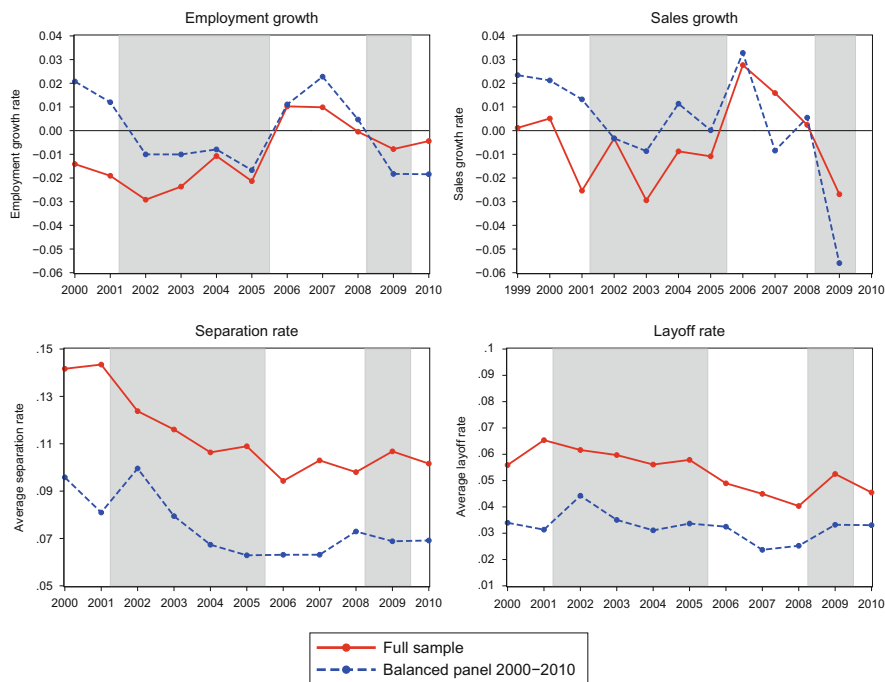 Employment growth
Employment growth rate
0.04
0.03
0.02
0.01
0.00
−0.01
−0.02
−0.03
−0.04
−0.05
−0.06
2000 2001 2002 2003 2004 2005 2006 2007 2008 2009 2010
Sales growth
Sales growth rate
0.04
0.03
0.02
0.01
0.00
−0.01
−0.02
−0.03
−0.04
−0.05
−0.06
1999 2000 2001 2002 2003 2004 2005 2006 2007 2008 2009 2010
Separation rate
Average separation rate
.15
.13
.11
.09
.07
.05
2000 2001 2002 2003 2004 2005 2006 2007 2008 2009 2010
Layoff rate
Average layoff rate
.1
.09
.08
.07
.06
.05
.04
.03
.02
.01
2000 2001 2002 2003 2004 2005 2006 2007 2008 2009 2010
Full sample
Balanced panel 2000−2010